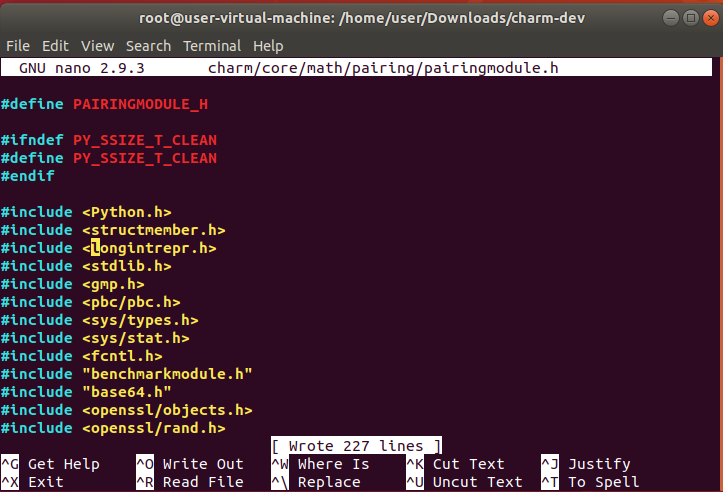 root@user-virtual-machine: /home/user/Downloads/charm-dev
File Edit View Search Terminal Help
GNU nano 2.9.3 charm/core/math/pairing/pairingmodule.h
#define PAIRINGMODULE_H
#ifndef PY_SSIZE_T_CLEAN
#define PY_SSIZE_T_CLEAN
#endif
#include <Python.h>
#include <structmember.h>
#include <longintrepr.h>
#include <stdlib.h>
#include <gmp.h>
#include <pbc/pbc.h>
#include <sys/types.h>
#include <sys/stat.h>
#include <fcntl.h>
#include "benchmarkmodule.h"
#include "base64.h"
#include <openssl/objects.h>
#include <openssl/rand.h>
[ Wrote 227 lines ]
^G Get Help ^O Write Out ^W Where Is ^K Cut Text ^J Justify
^X Exit ^R Read File ^\ Replace ^U Uncut Text ^T To Spell